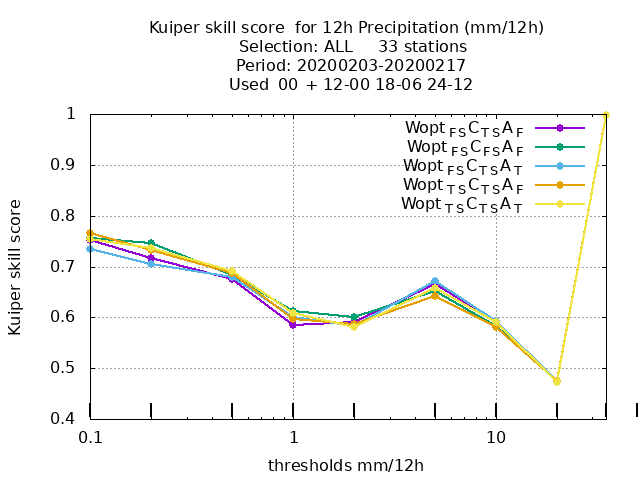 Kuiper skill score  for 12h Precipitation (mm/12h)
Selection: ALL     33 stations
Period: 20200203-20200217
Used  00  + 12-00 18-06 24-12
Wopt FS C TS A F
Wopt FS C FS A F
Wopt FS C TS A T
Wopt TS C TS A F
Wopt TS C TS A T
1
0.9
0.8
0.7
0.6
0.5
0.4
Kuiper skill score
0.1 1 10
thresholds mm/12h